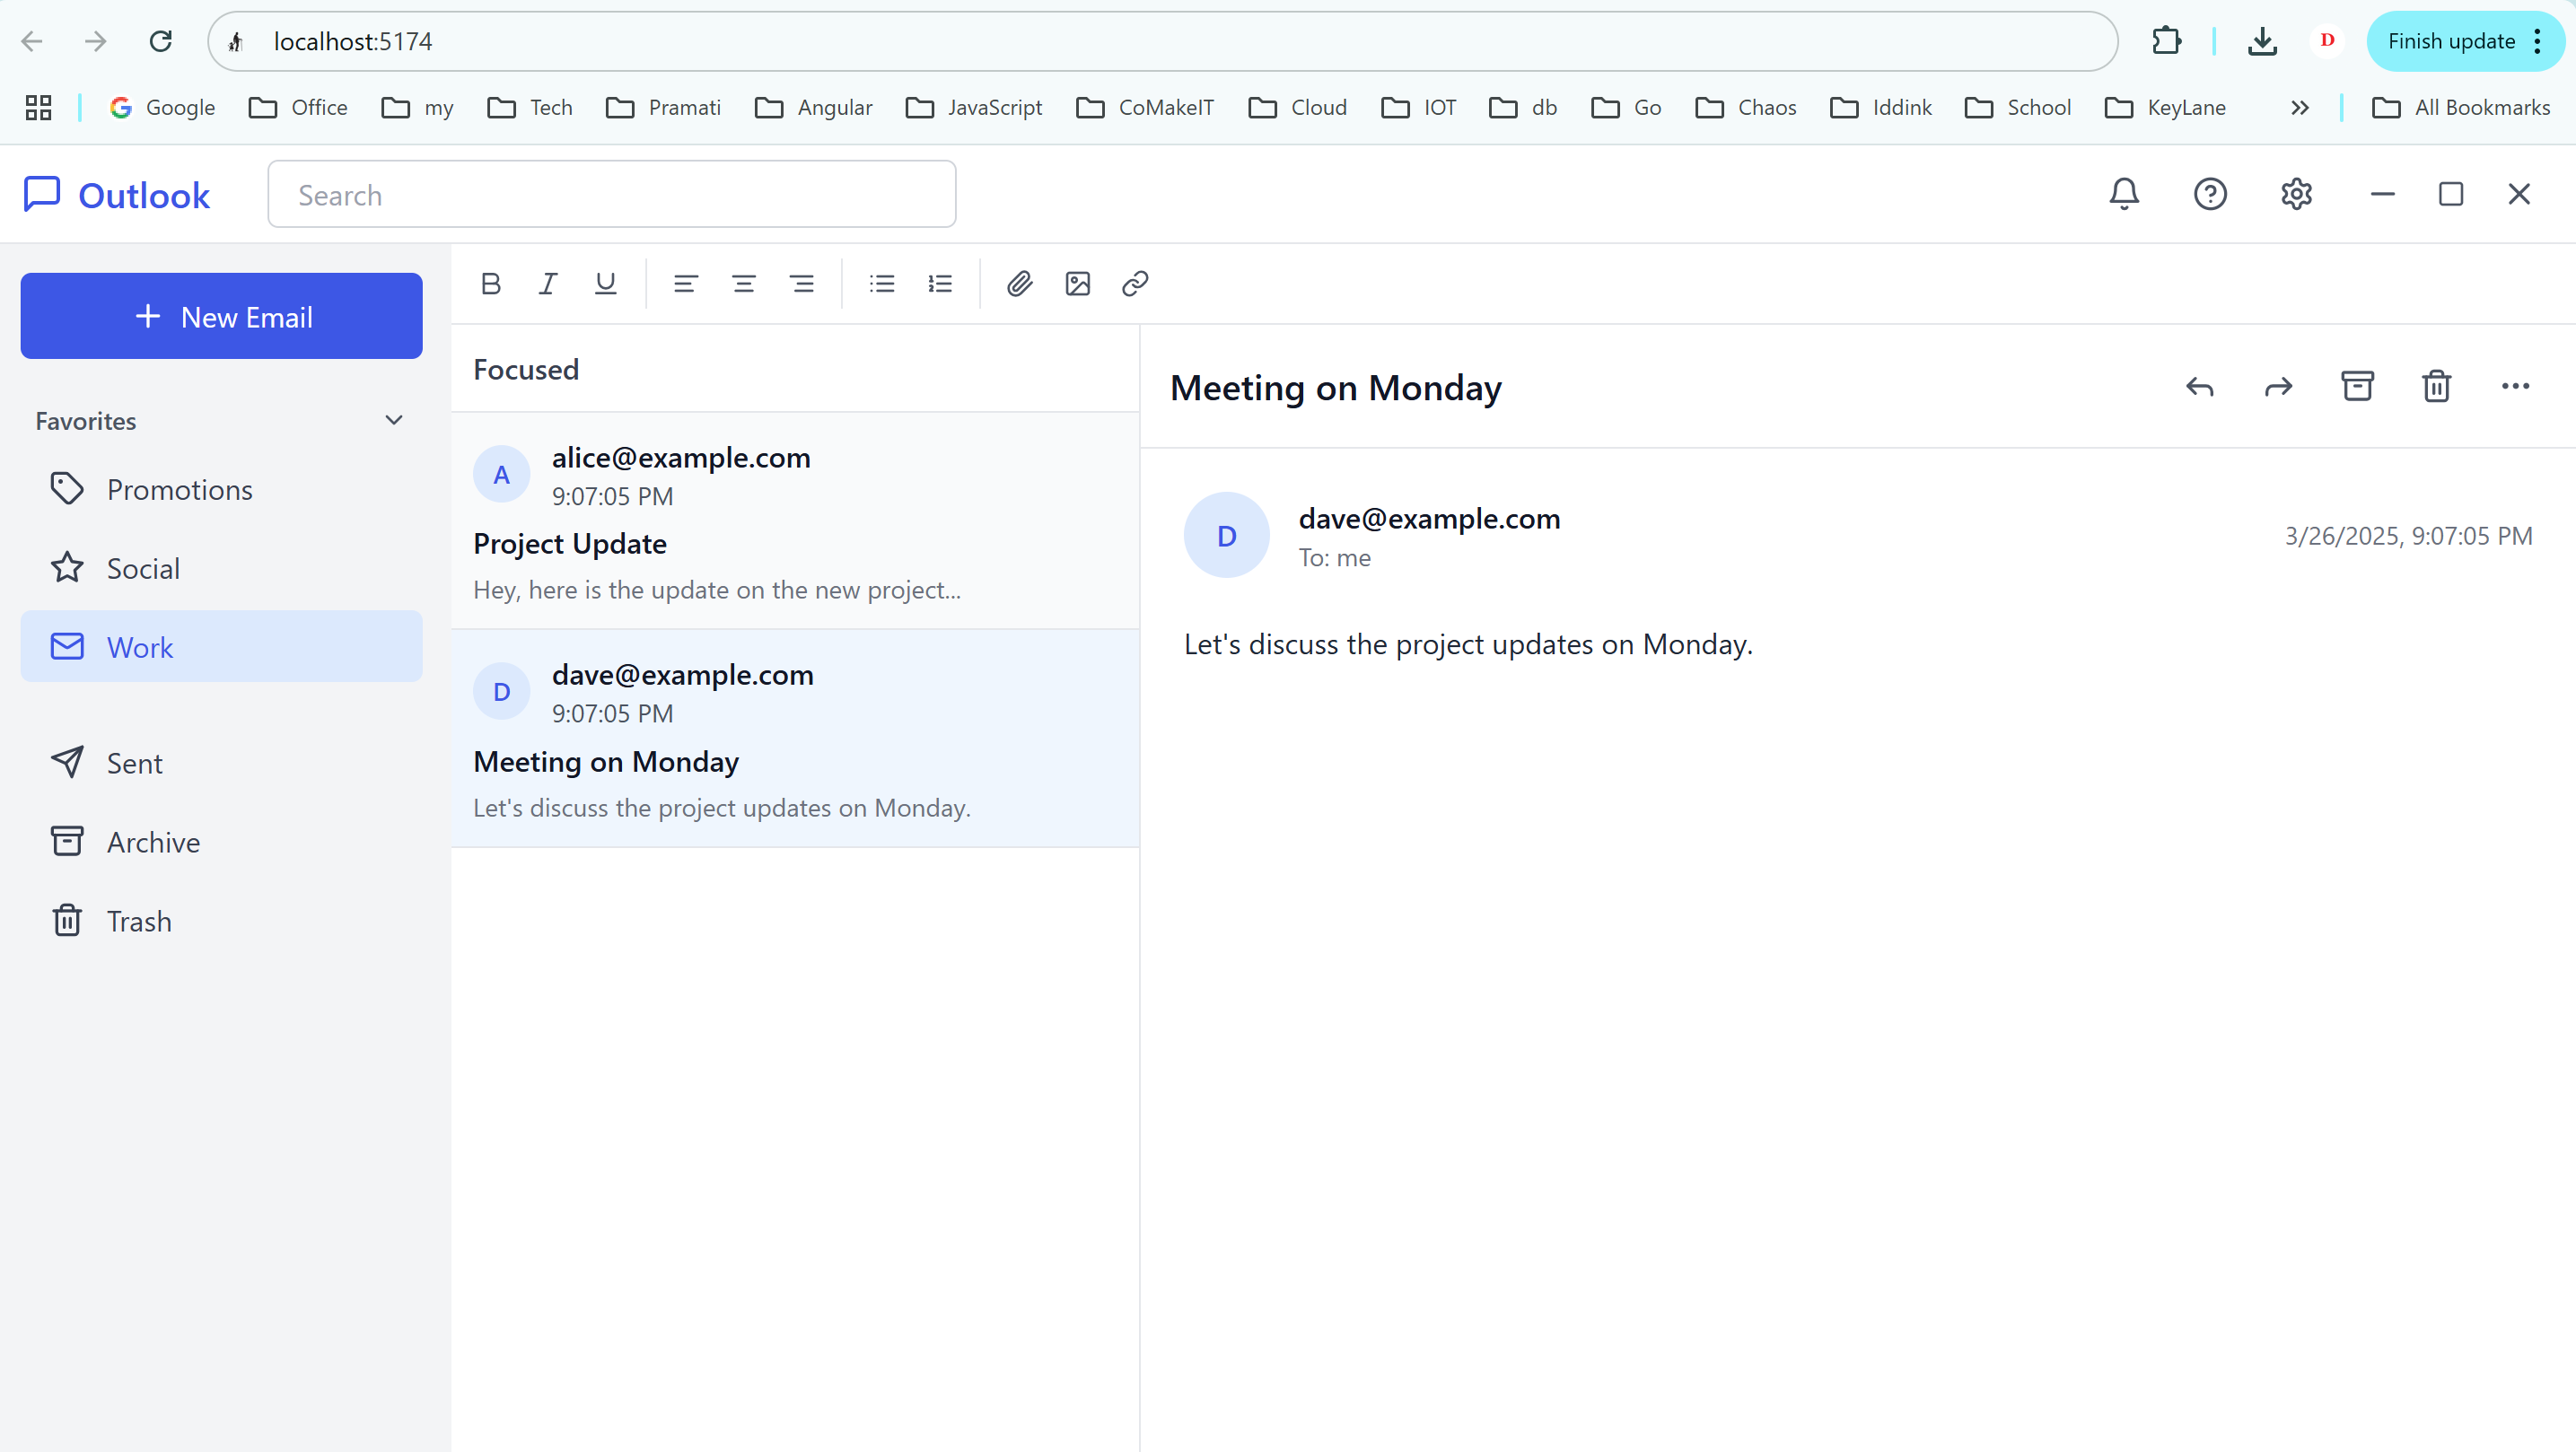 localhost:5174
D
Finish update
Google
Office
my
Tech
Pramati
Angular
JavaScript
CoMakeIT
Cloud
IOT
db
Go
Chaos
Iddink
School
KeyLane
All Bookmarks
Outlook
Search
New Email
Favorites
Promotions
Social
Work
Sent
Archive
Trash
Focused
A
alice@example.com
9:07:05 PM
Project Update
Hey, here is the update on the new project...
D
dave@example.com
9:07:05 PM
Meeting on Monday
Let's discuss the project updates on Monday.
Meeting on Monday
D
dave@example.com
To: me
3/26/2025, 9:07:05 PM
Let's discuss the project updates on Monday.